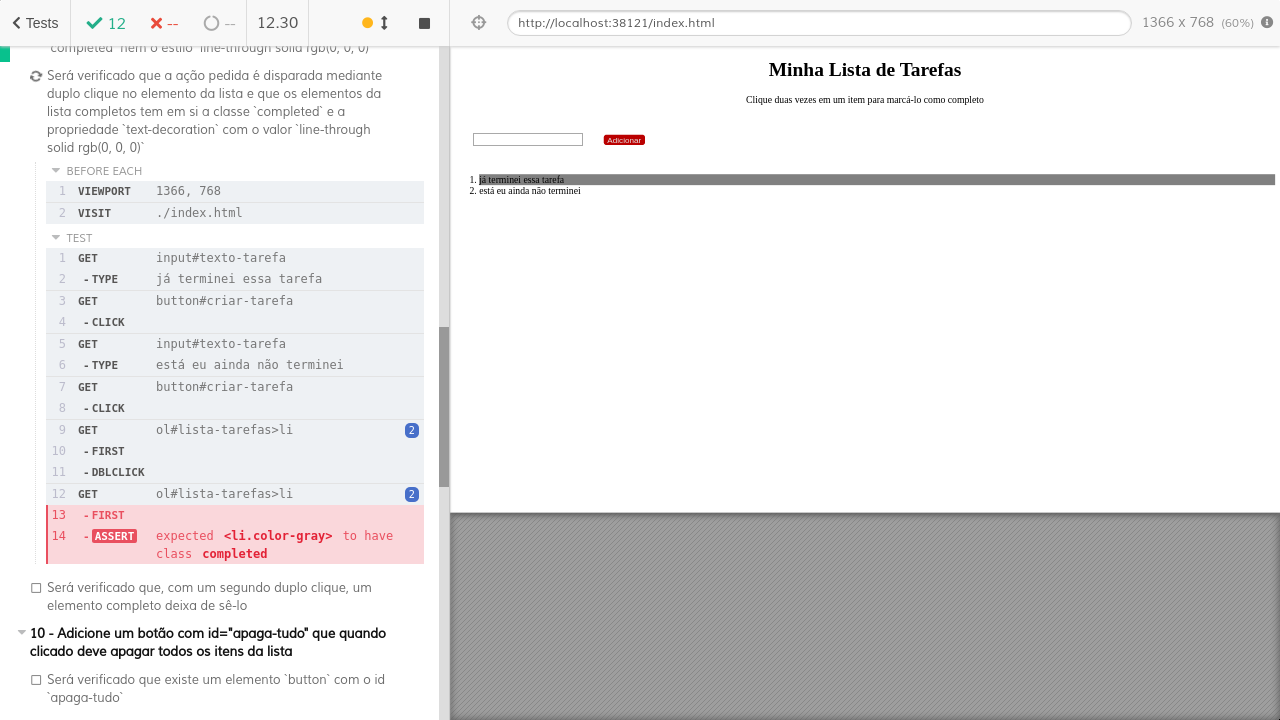 Tests
12
--
--
12.30
`completed` nem o estilo `line-through solid rgb(0, 0, 0)`
Será verificado que a ação pedida é disparada mediante
duplo clique no elemento da lista e que os elementos da
lista completos tem em si a classe `completed` e a
propriedade `text-decoration` com o valor `line-through
solid rgb(0, 0, 0)`
BEFORE EACH
1 VIEWPORT 1366, 768
2 VISIT ./index.html
TEST
1 GET input#texto-tarefa
2 -TYPE já terminei essa tarefa
3 GET button#criar-tarefa
4 -CLICK
5 GET input#texto-tarefa
6 -TYPE está eu ainda não terminei
7 GET button#criar-tarefa
8 -CLICK
9 GET ol#lista-tarefas>li 2
10 -FIRST
11 -DBLCLICK
12 GET ol#lista-tarefas>li 2
13 -FIRST
14 -ASSERT expected <li.color-gray> to have
class completed
Será verificado que, com um segundo duplo clique, um
elemento completo deixa de sê-lo
10 - Adicione um botão com id="apaga-tudo" que quando
clicado deve apagar todos os itens da lista
Será verificado que existe um elemento `button` com o id
`apaga-tudo`
http://localhost:38121/index.html
1366 x 768 (60%)
Minha Lista de Tarefas
Clique duas vezes em um item para marcá-lo como completo
Adicionar
1. já terminei essa tarefa
2. está eu ainda não terminei